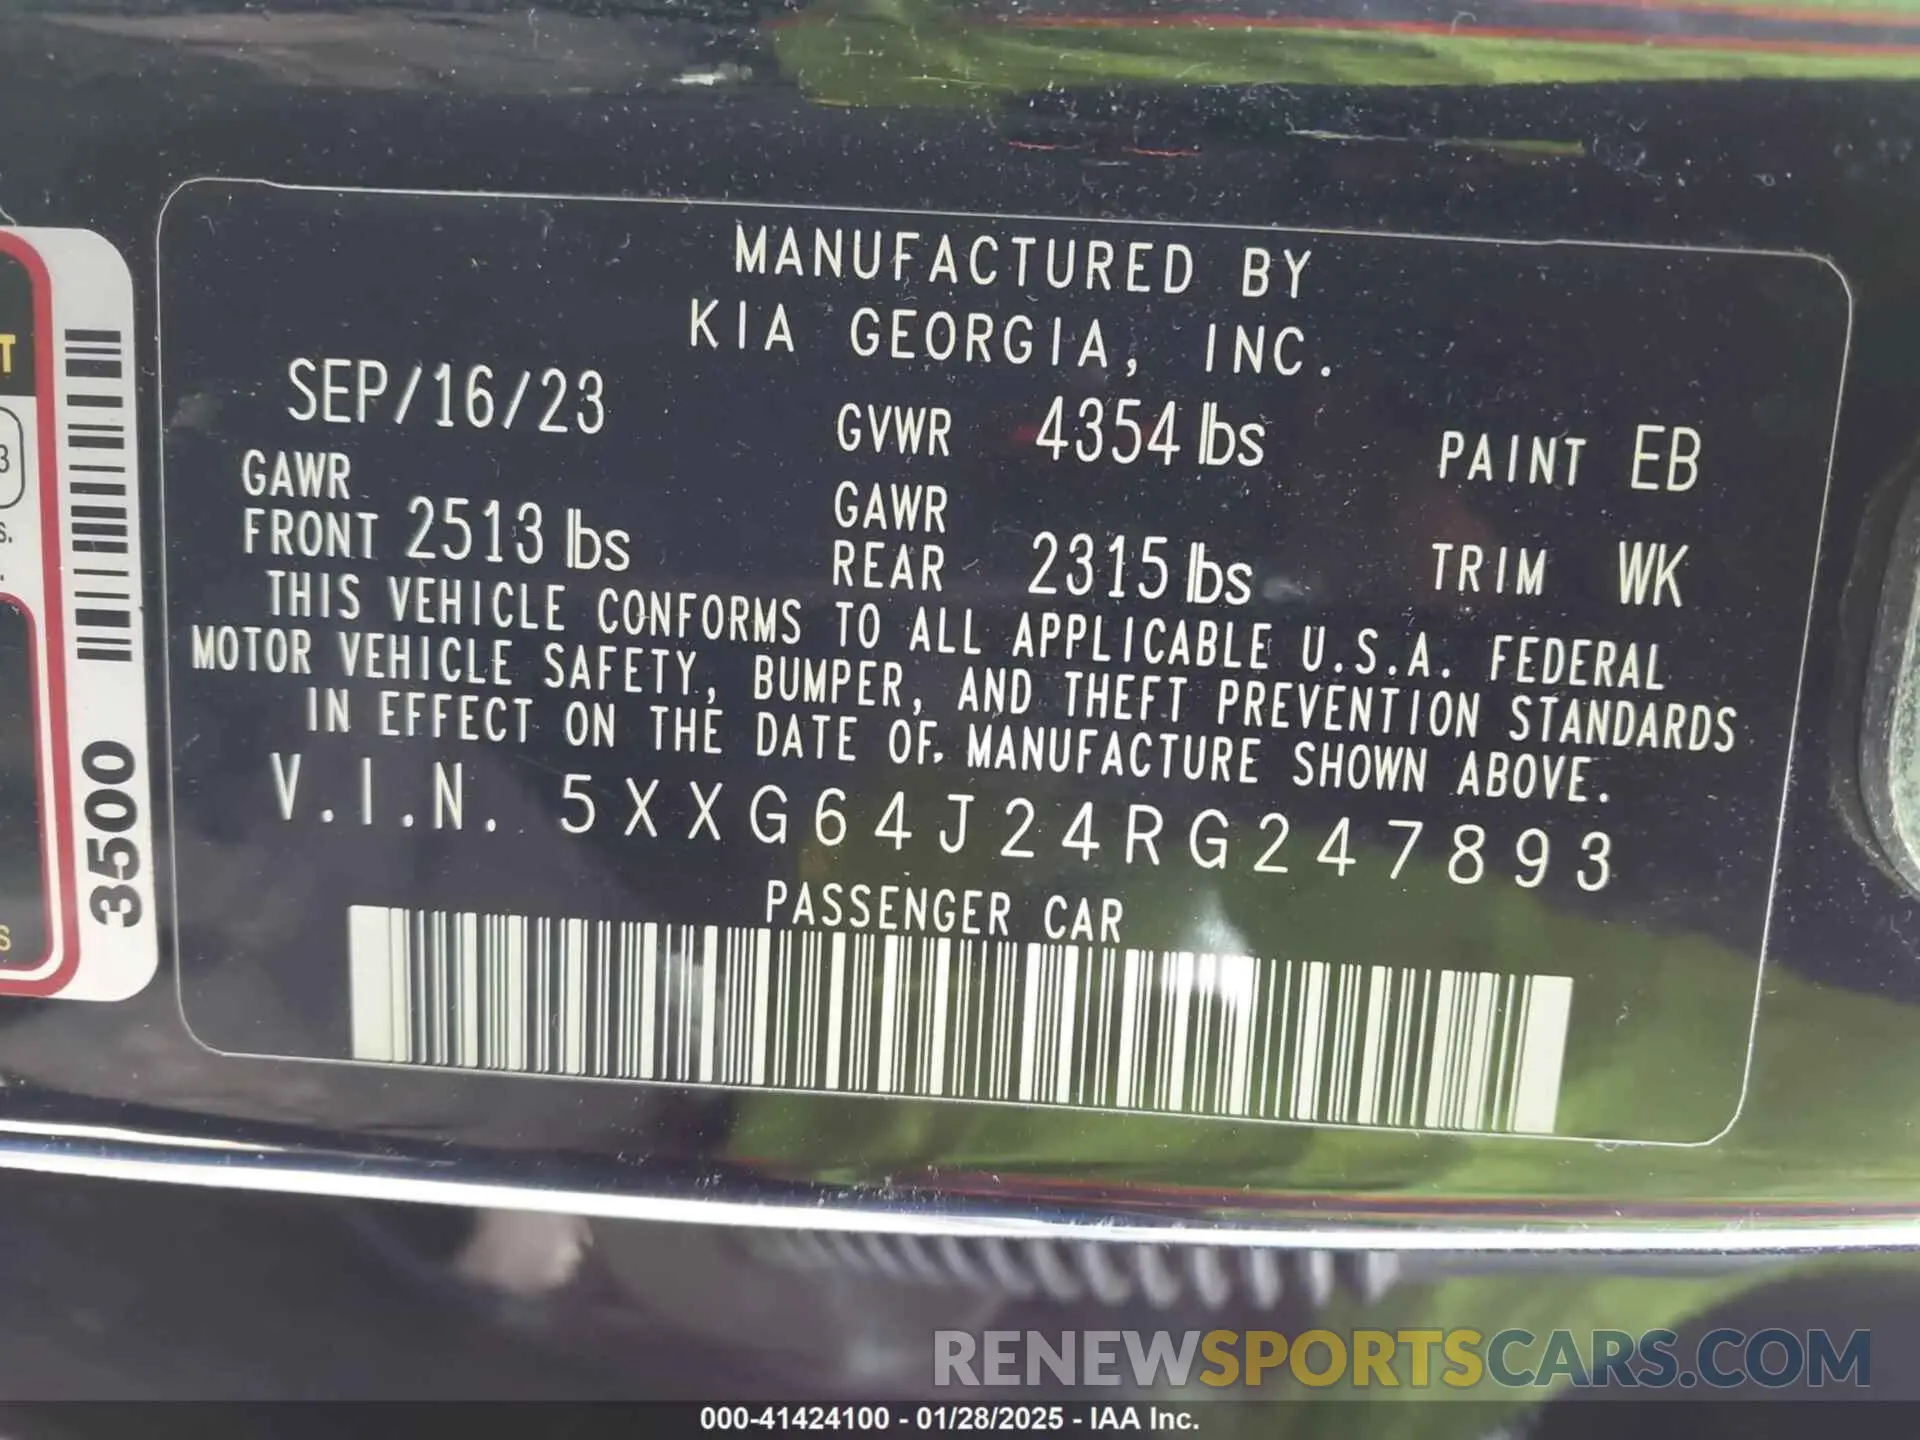 MANUFACTURED BY
KIA GEORGIA, INC.
SEP/16/23
GVWR 4354 lbs PAINT EB
GAWR FRONT 2513 lbs
GAWR REAR 2315 lbs TRIM WK
THIS VEHICLE CONFORMS TO ALL APPLICABLE U.S.A. FEDERAL
MOTOR VEHICLE SAFETY, BUMPER, AND THEFT PREVENTION STANDARDS
IN EFFECT ON THE DATE OF MANUFACTURE SHOWN ABOVE.
V.I.N. 5XXG64J24RG247893
PASSENGER CAR
3500
RENEWSPORTSCARS.COM
000-41424100 - 01/28/2025 - IAA Inc.